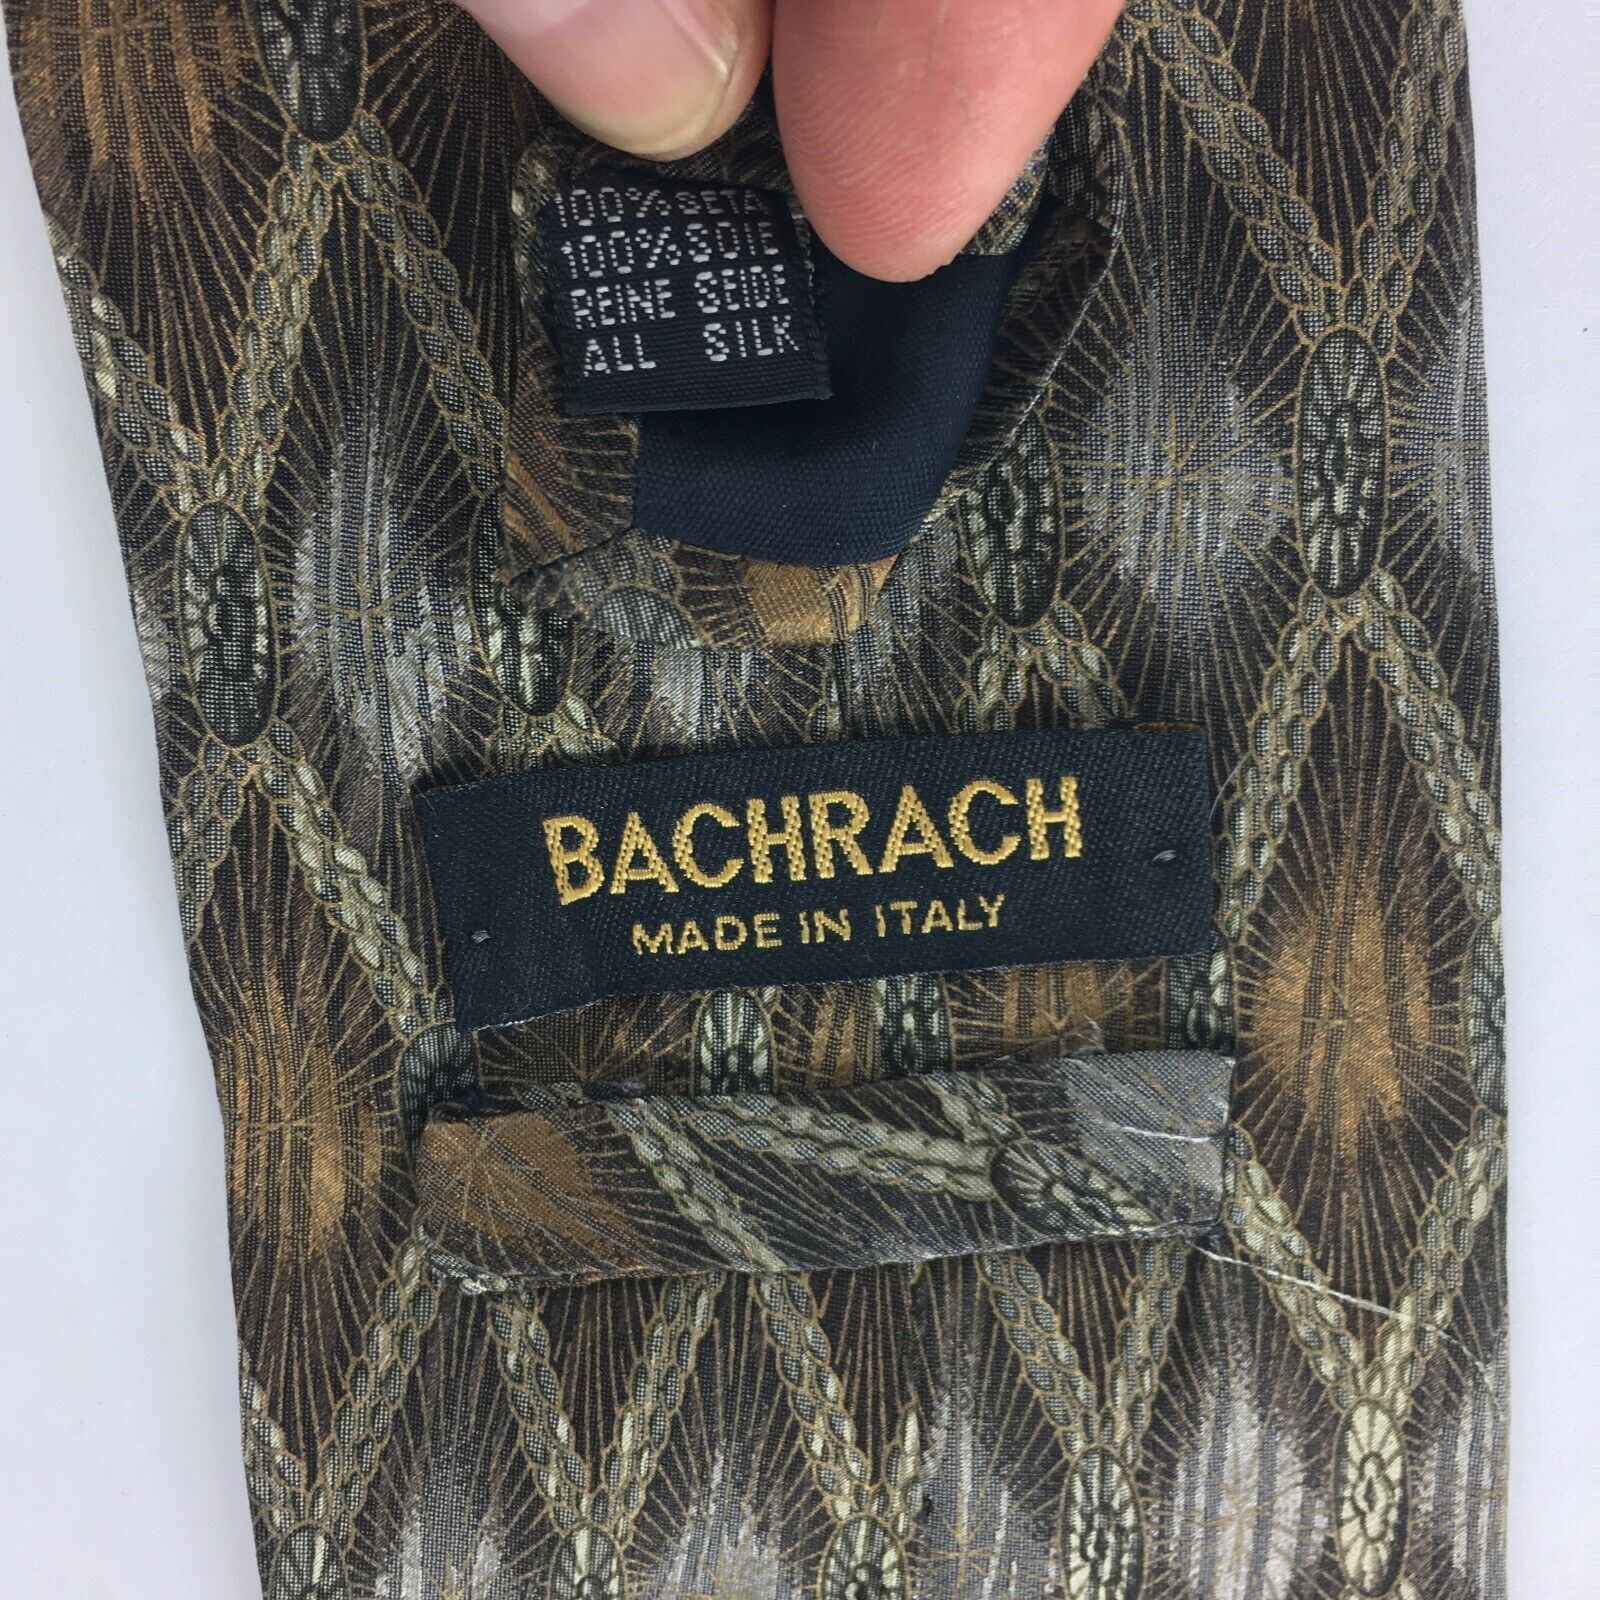 100%SETA
100%SOIE
REINE SEIDE
ALL SILK
BACHRACH
MADE IN ITALY